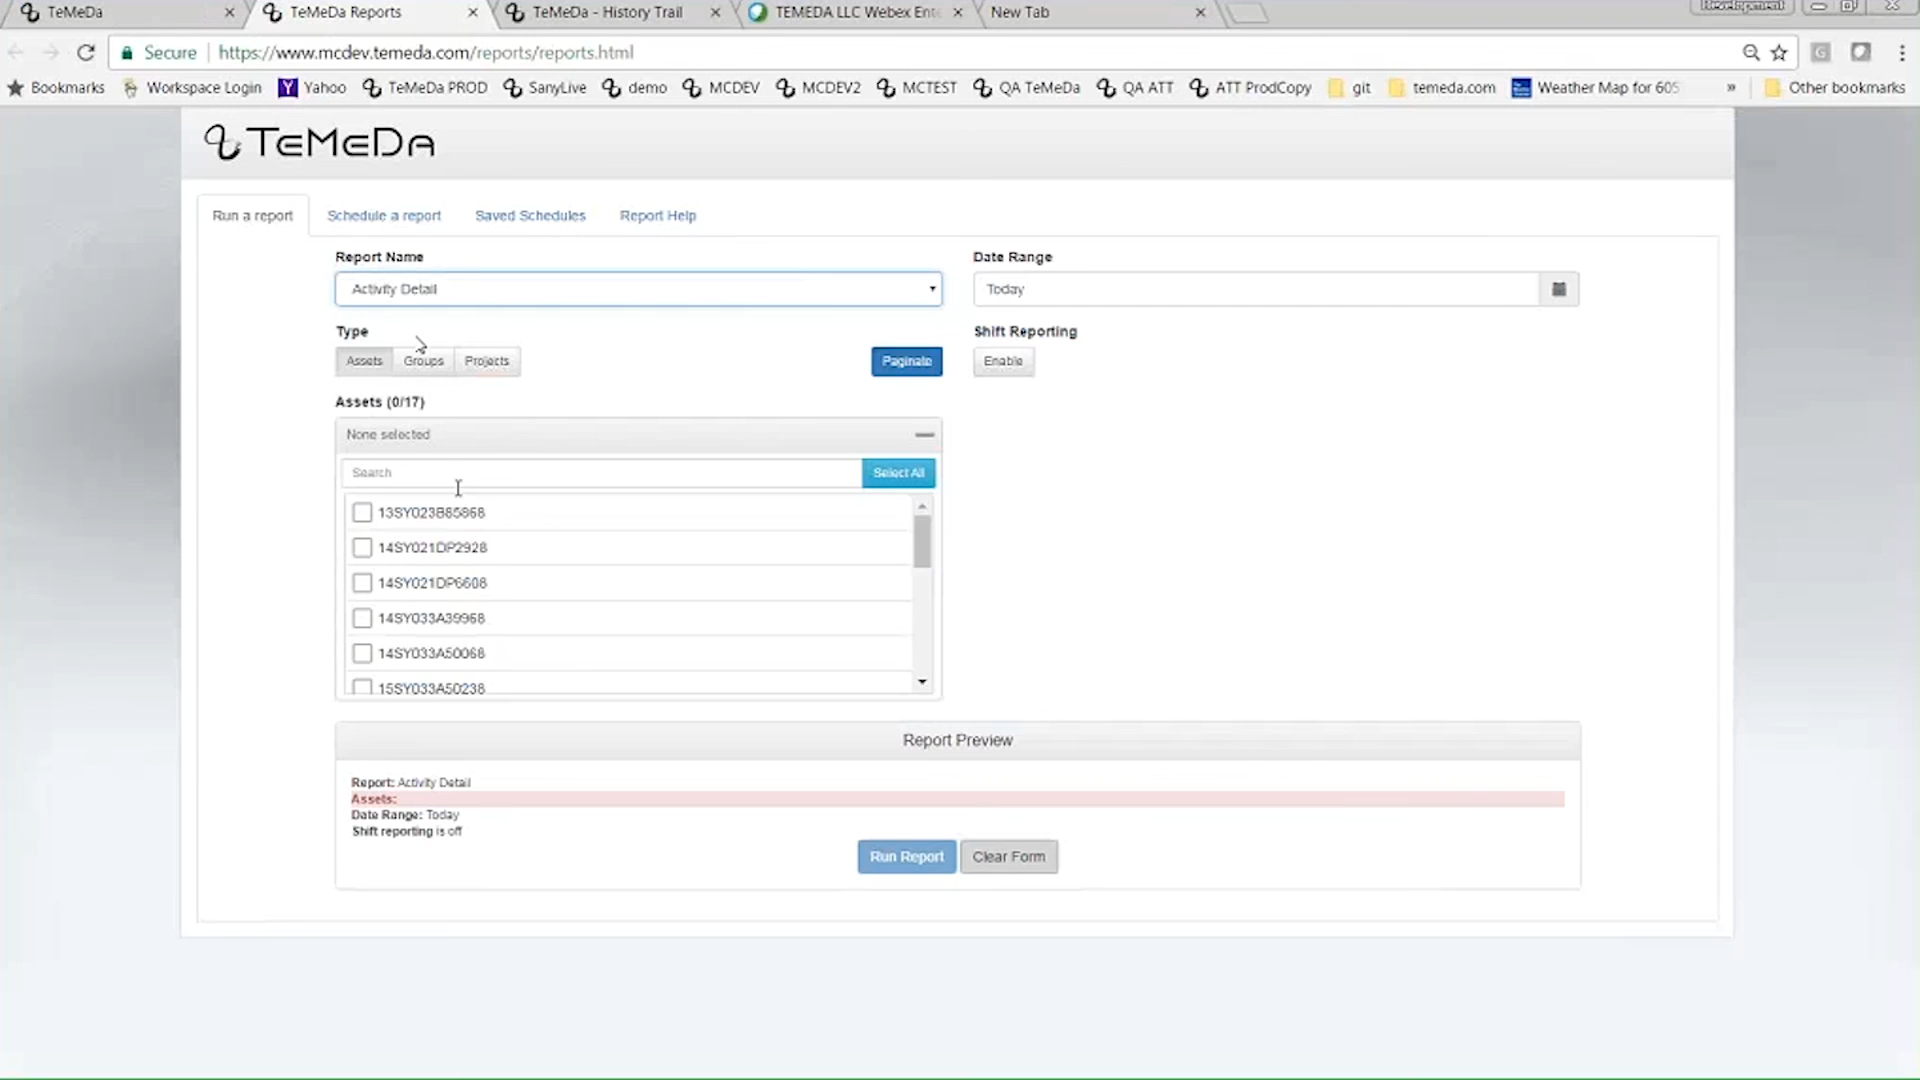 TeMeDa
TeMeDa Reports
TeMeDa - History Trail
TEMEDA LLC Webex Ente
New Tab
Development
Secure
https://www.mcdev.temeda.com/reports/reports.html
Bookmarks
Workspace Login
Yahoo
TeMeDa PROD
SanyLive
demo
MCDEV
MCDEV2
MCTEST
QA TeMeDa
QA ATT
ATT ProdCopy
git
temeda.com
Weather Map for 605
»
Other bookmarks
TeMeDa
Run a report
Schedule a report
Saved Schedules
Report Help
Report Name
Activity Detail
Date Range
Today
Type
Assets
Groups
Projects
Paginate
Shift Reporting
Enable
Assets (0/17)
None selected
Search
Select All
13SY023B85868
14SY021DP2928
14SY021DP6608
14SY033A39968
14SY033A50068
15SY033A50238
Report Preview
Report: Activity Detail
Assets:
Date Range: Today
Shift reporting is off
Run Report
Clear Form